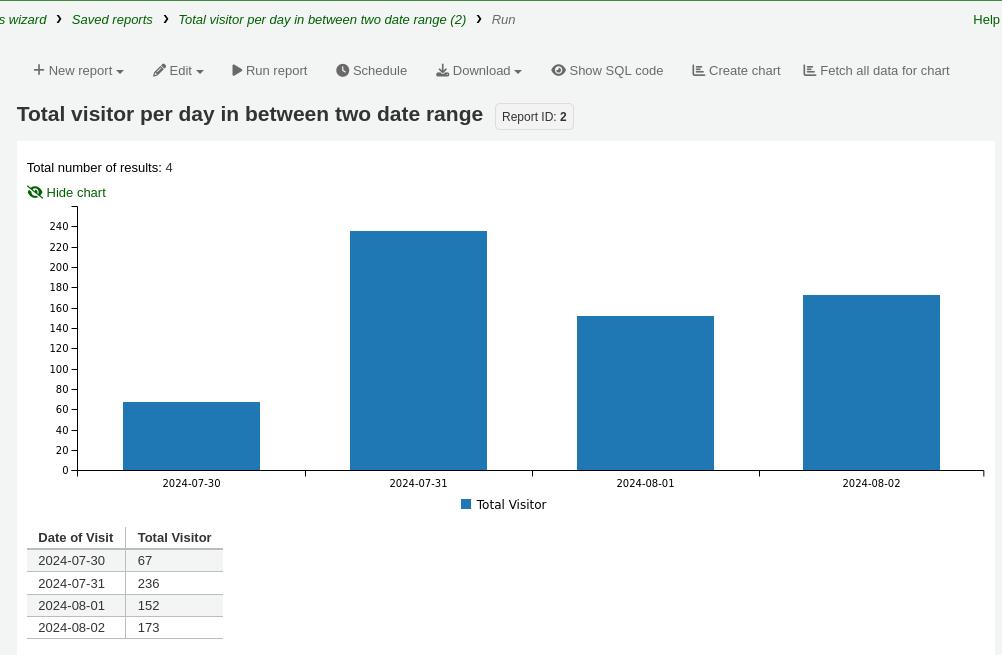 s wizard › Saved reports › Total visitor per day in between two date range (2) › Run Help
+ New report Edit Run report Schedule Download Show SQL code Create chart Fetch all data for chart
Total visitor per day in between two date range Report ID: 2
Total number of results: 4
Hide chart
240
220
200
180
160
140
120
100
80
60
40
20
0
2024-07-30 2024-07-31 2024-08-01 2024-08-02
Total Visitor
Date of Visit Total Visitor
2024-07-30 67
2024-07-31 236
2024-08-01 152
2024-08-02 173